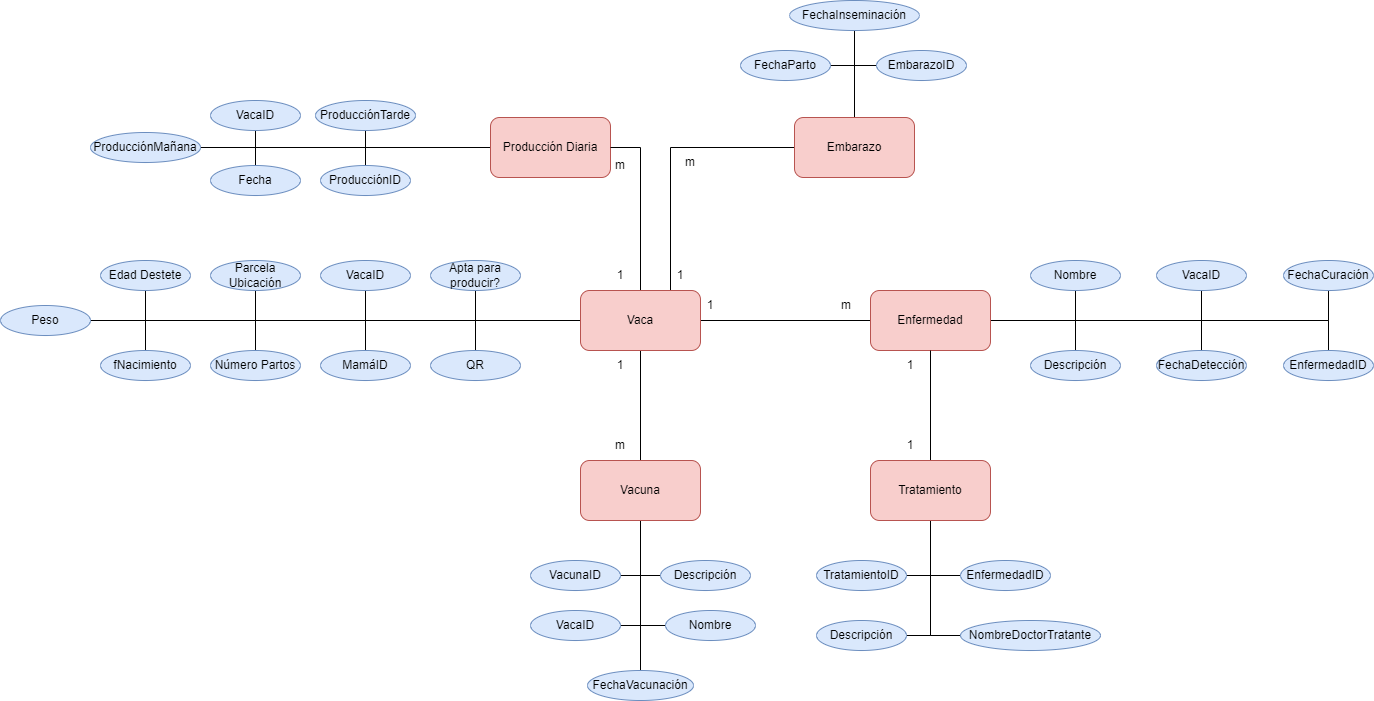 FechaInseminación
FechaParto
EmbarazoID
VacaID
ProducciónTarde
ProducciónMañana
Producción Diaria
Embarazo
m
m
Fecha
ProducciónID
Edad Destete
Parcela
Ubicación
VacaID
Apta para
producir?
1
1
Nombre
VacaID
FechaCuración
Peso
Vaca
1
m
Enfermedad
fNacimiento
Número Partos
MamáID
QR
1
1
Descripción
FechaDetección
EnfermedadID
m
1
Vacuna
Tratamiento
VacunaID
Descripción
TratamientoID
EnfermedadID
VacaID
Nombre
Descripción
NombreDoctorTratante
FechaVacunación